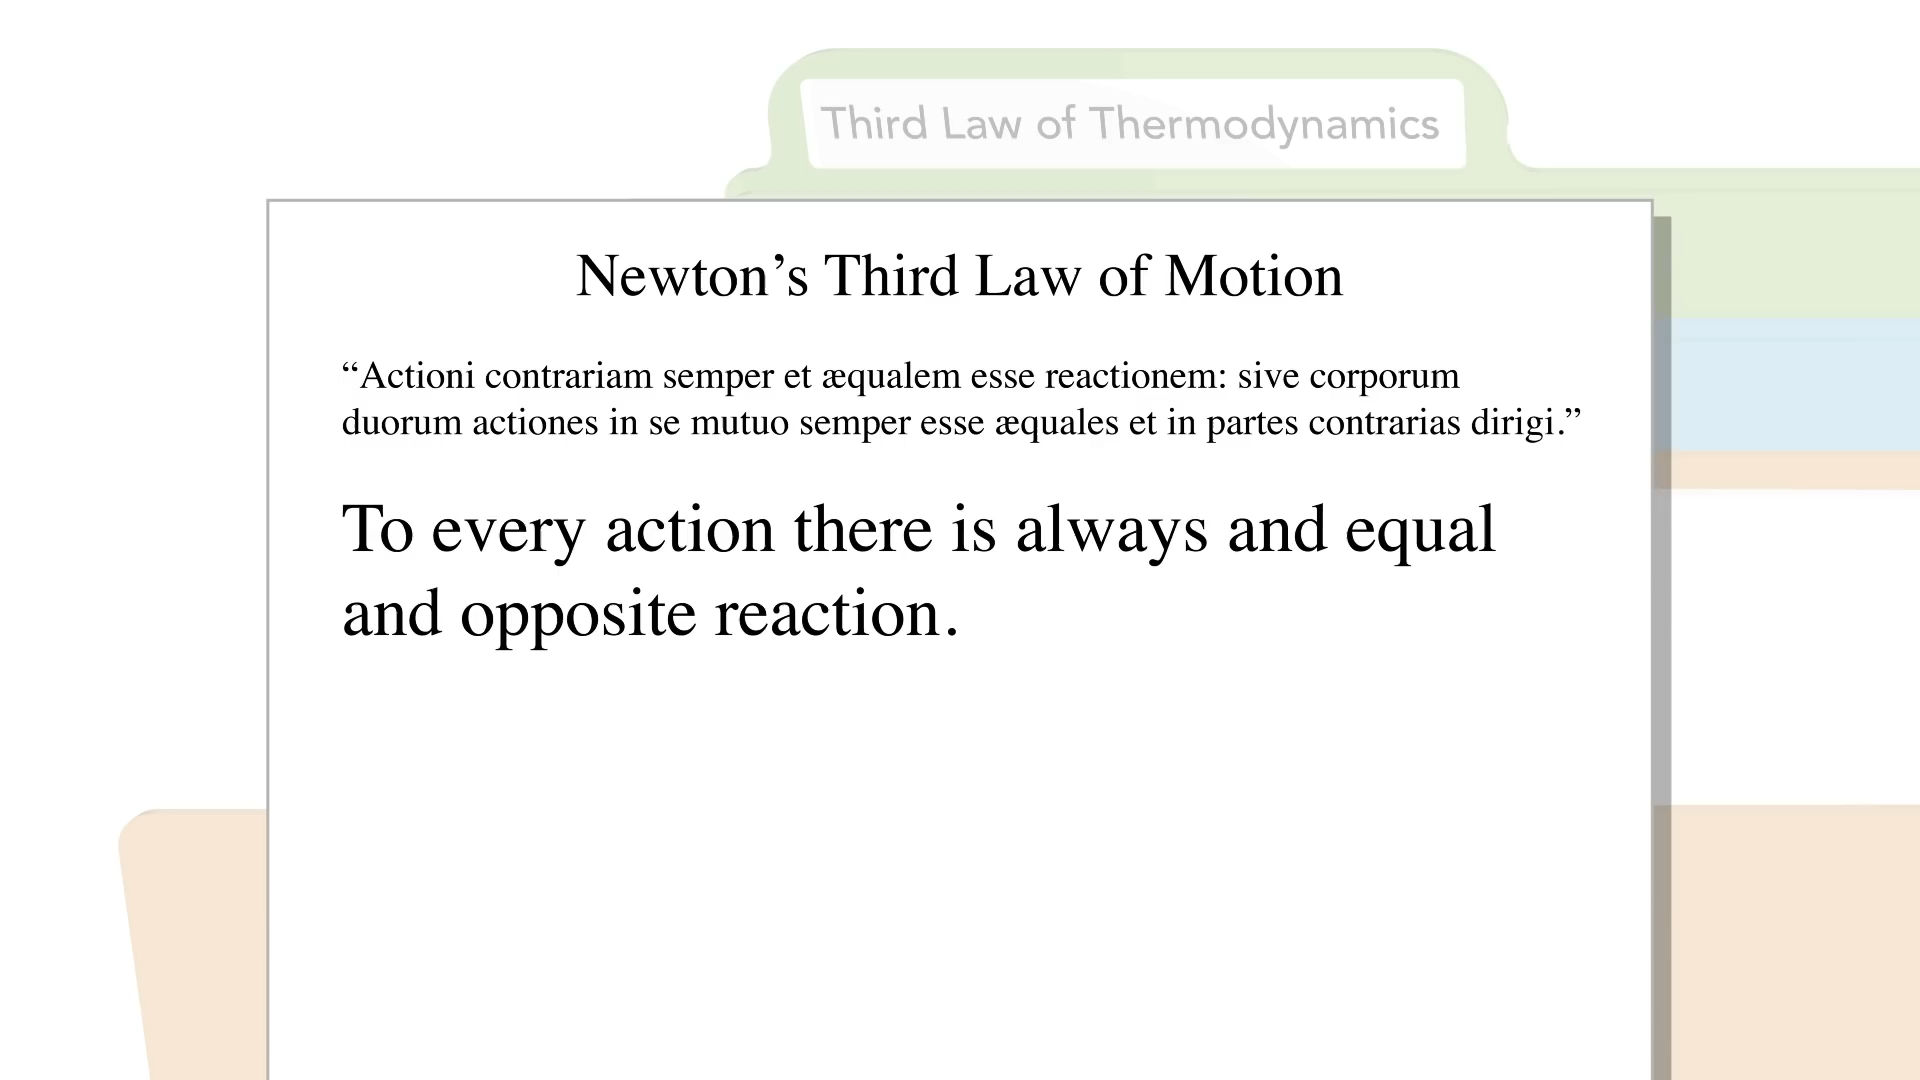 Third Law of Thermodynamics
Newton’s Third Law of Motion
“Actioni contrariam semper et æqualem esse reactionem: sive corporum
duorum actiones in se mutuo semper esse æquales et in partes contrarias dirigi.”
To every action there is always and equal
and opposite reaction.